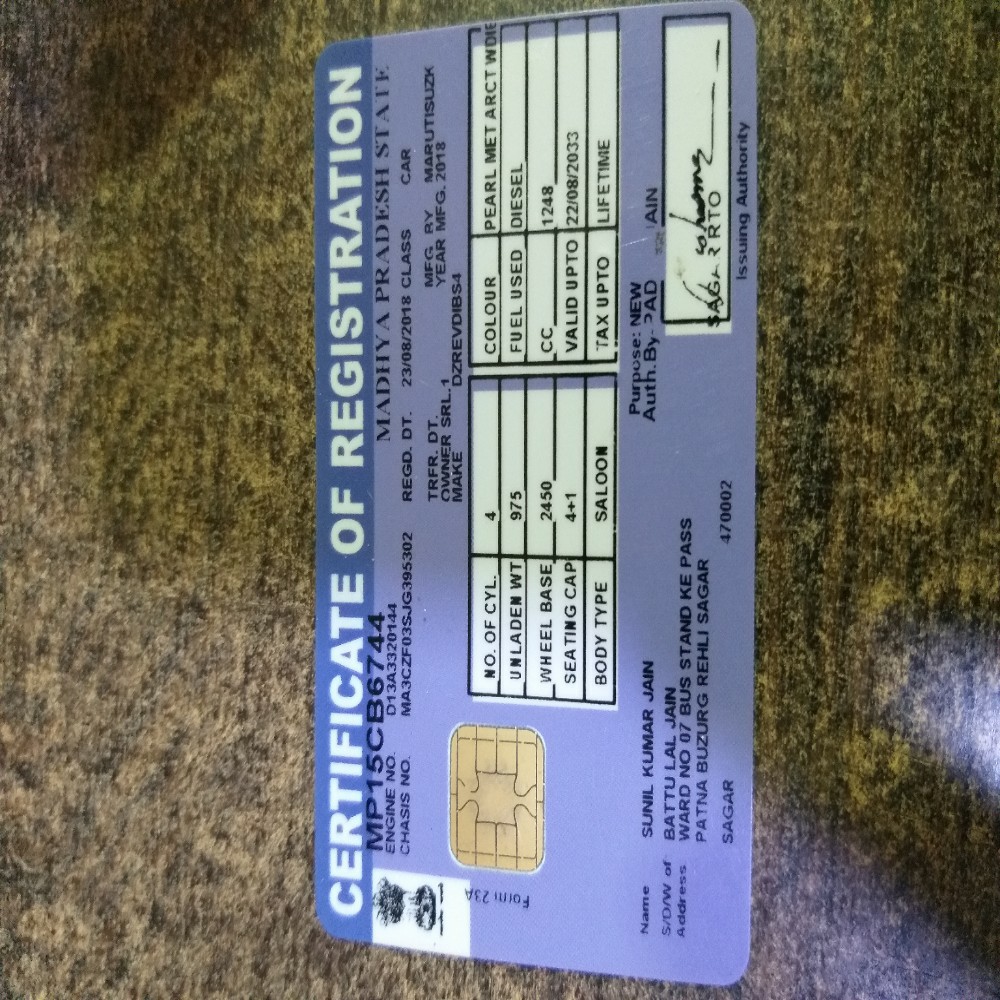 CERTIFICATE OF REGISTRATION
MP15CB6744 MADHYA PRADESH STATE
ENGINE NO. D13A3320144
CHASIS NO. MA3CZF03SJG395302 REGD. DT. 23/08/2018 CLASS CAR
TRFR. DT. MFG. BY MARUTISUZK
OWNER SRL.1 YEAR MFG. 2018
MAKE DZREVDIBS4
NO. OF CYL. 4 COLOUR PEARL MET ARCT WDIE
UNLADEN WT 975 FUEL USED DIESEL
WHEEL BASE 2450 CC 1248
SEATING CAP 4+1 VALID UPTO 22/08/2033
BODY TYPE SALOON TAX UPTO LIFETIME
Form 23A
Purpose: NEW
Auth.By- AIN
Name SUNIL KUMAR JAIN
S/D/W of BATTU LAL JAIN
Address WARD NO 07 BUS STAND KE PASS
PATNA BUZURG REHLI SAGAR
SAGAR 470002
SAGAR RTO
Issuing Authority